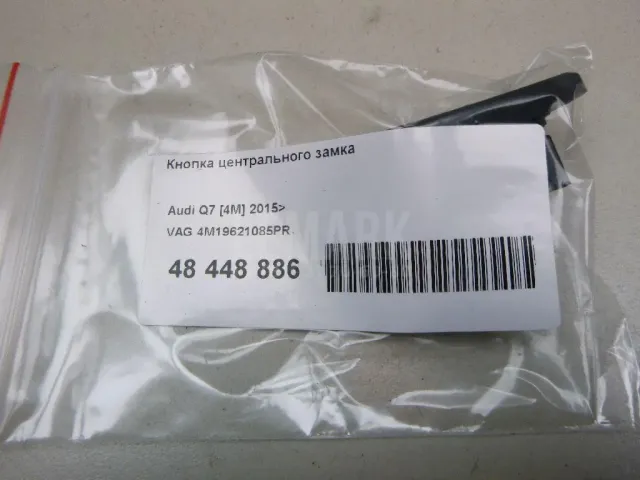 Кнопка центрального замка
Audi Q7 [4M] 2015>
VAG 4M19621085PR
48 448 886